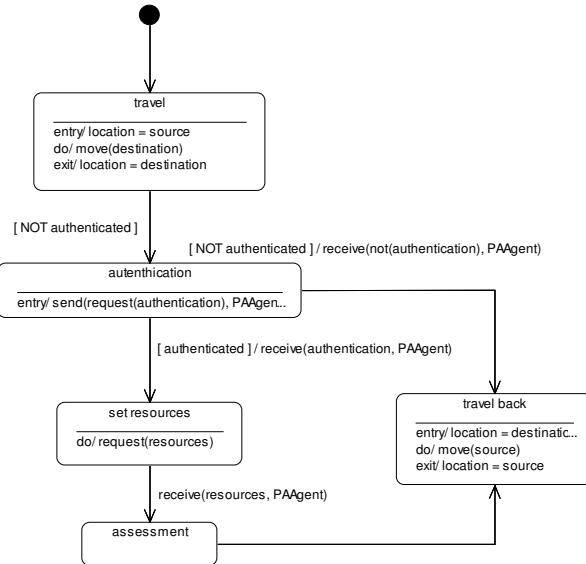 travel
entry/ location = source
do/ move(destination)
exit/ location = destination
[ NOT authenticated ]
[ NOT authenticated ] / receive(not(authentication), PAAgent)
autenthication
entry/ send(request(authentication), PAAgen...
[ authenticated ] / receive(authentication, PAAgent)
set resources
do/ request(resources)
travel back
entry/ location = destinatic...
do/ move(source)
exit/ location = source
receive(resources, PAAgent)
assessment